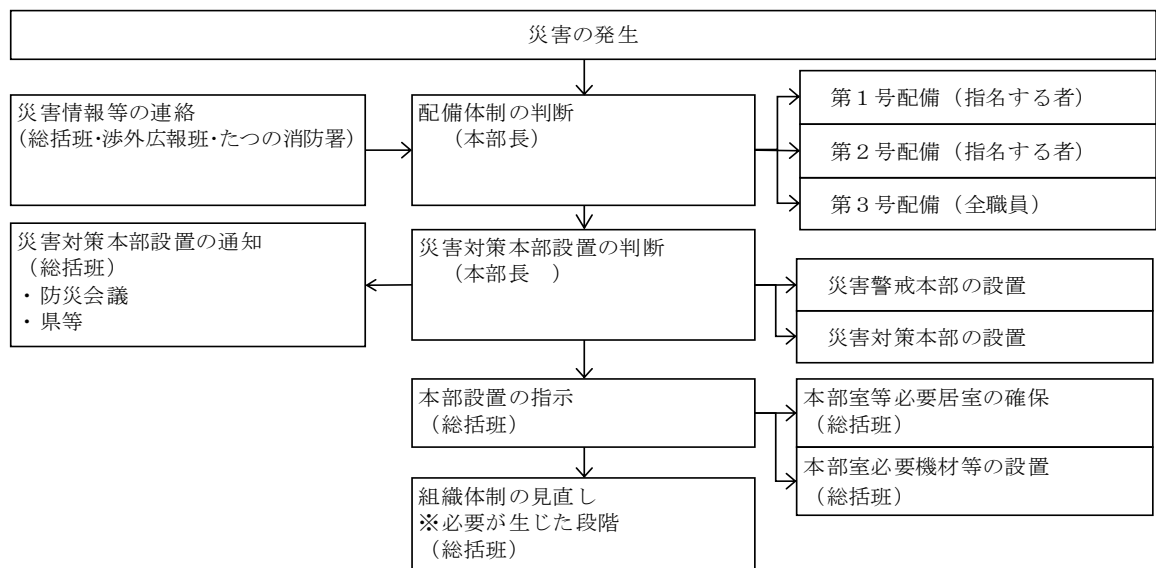 災害の発生
災害情報等の連絡
（総括班・渉外広報班・たつの消防署）
配備体制の判断
（本部長）
第１号配備（指名する者）
第２号配備（指名する者）
第３号配備（全職員）
災害対策本部設置の通知
（総括班）
・防災会議
・県等
災害対策本部設置の判断
（本部長　）
災害警戒本部の設置
災害対策本部の設置
本部設置の指示
（総括班）
本部室等必要居室の確保
（総括班）
本部室必要機材等の設置
（総括班）
組織体制の見直し
※必要が生じた段階
（総括班）